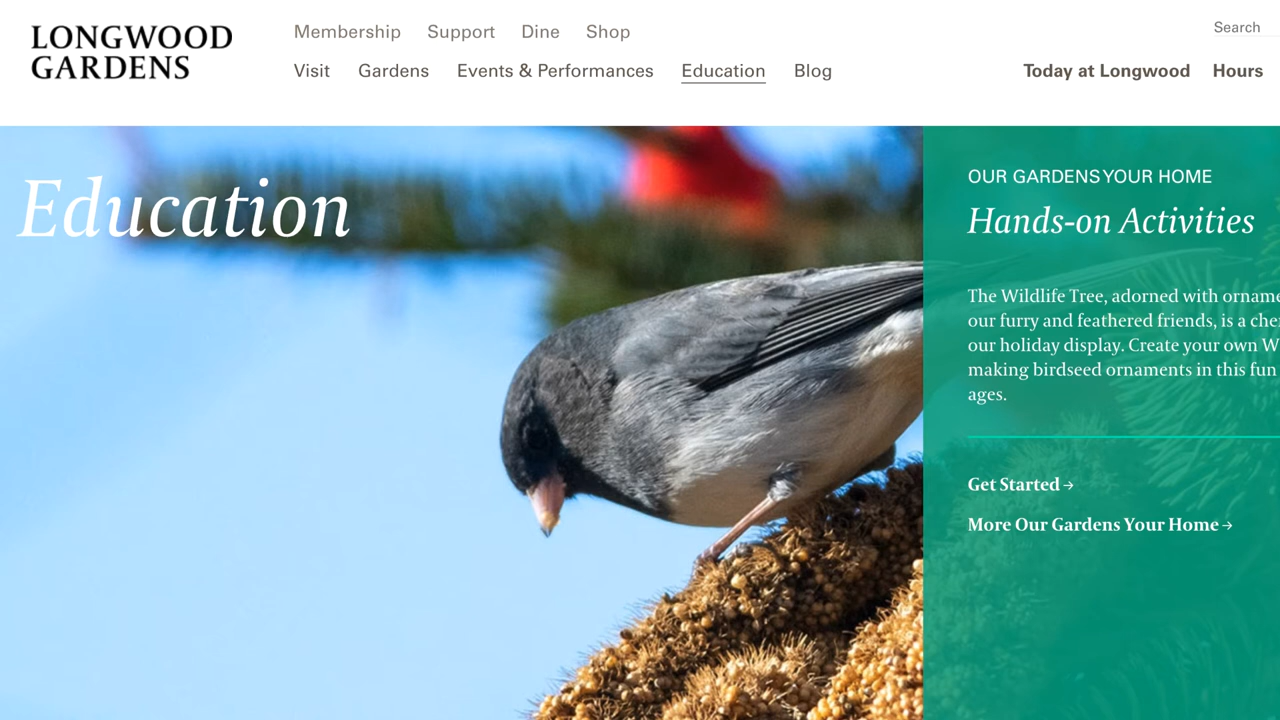 LONGWOOD
GARDENS
Membership Support Dine Shop
Search
Visit Gardens Events & Performances Education Blog
Today at Longwood Hours
Education
OUR GARDENS YOUR HOME
Hands-on Activities
The Wildlife Tree, adorned with
our furry and feathered friends, is a
our holiday display. Create your own
making birdseed ornaments in this fun
ages.
Get Started →
More Our Gardens Your Home →